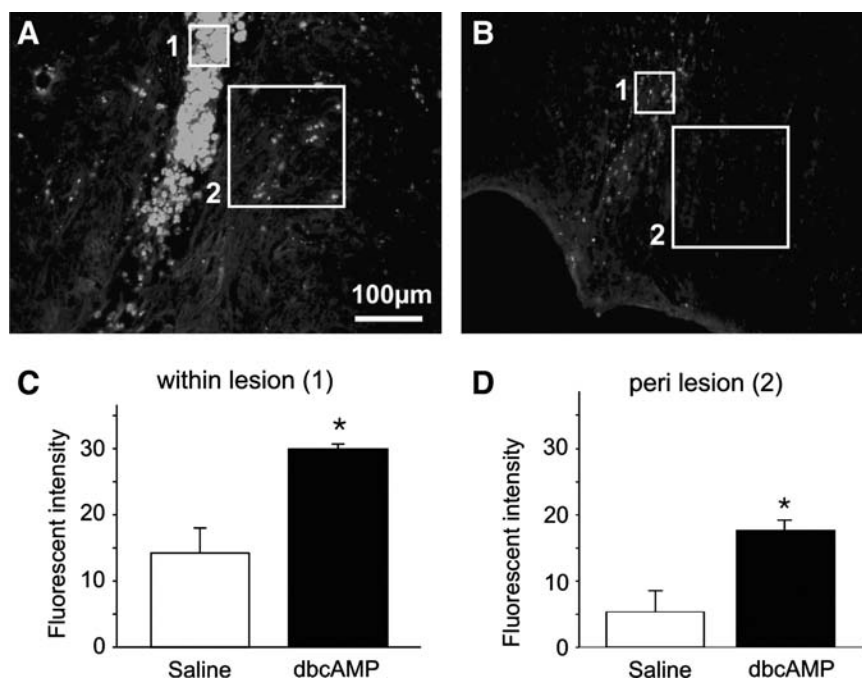 A
1
2
100μm
B
1
2
C
within lesion (1)
Fluorescent intensity
30
20
10
0
Saline
dbcAMP
*
D
peri lesion (2)
Fluorescent intensity
30
20
10
0
Saline
dbcAMP
*